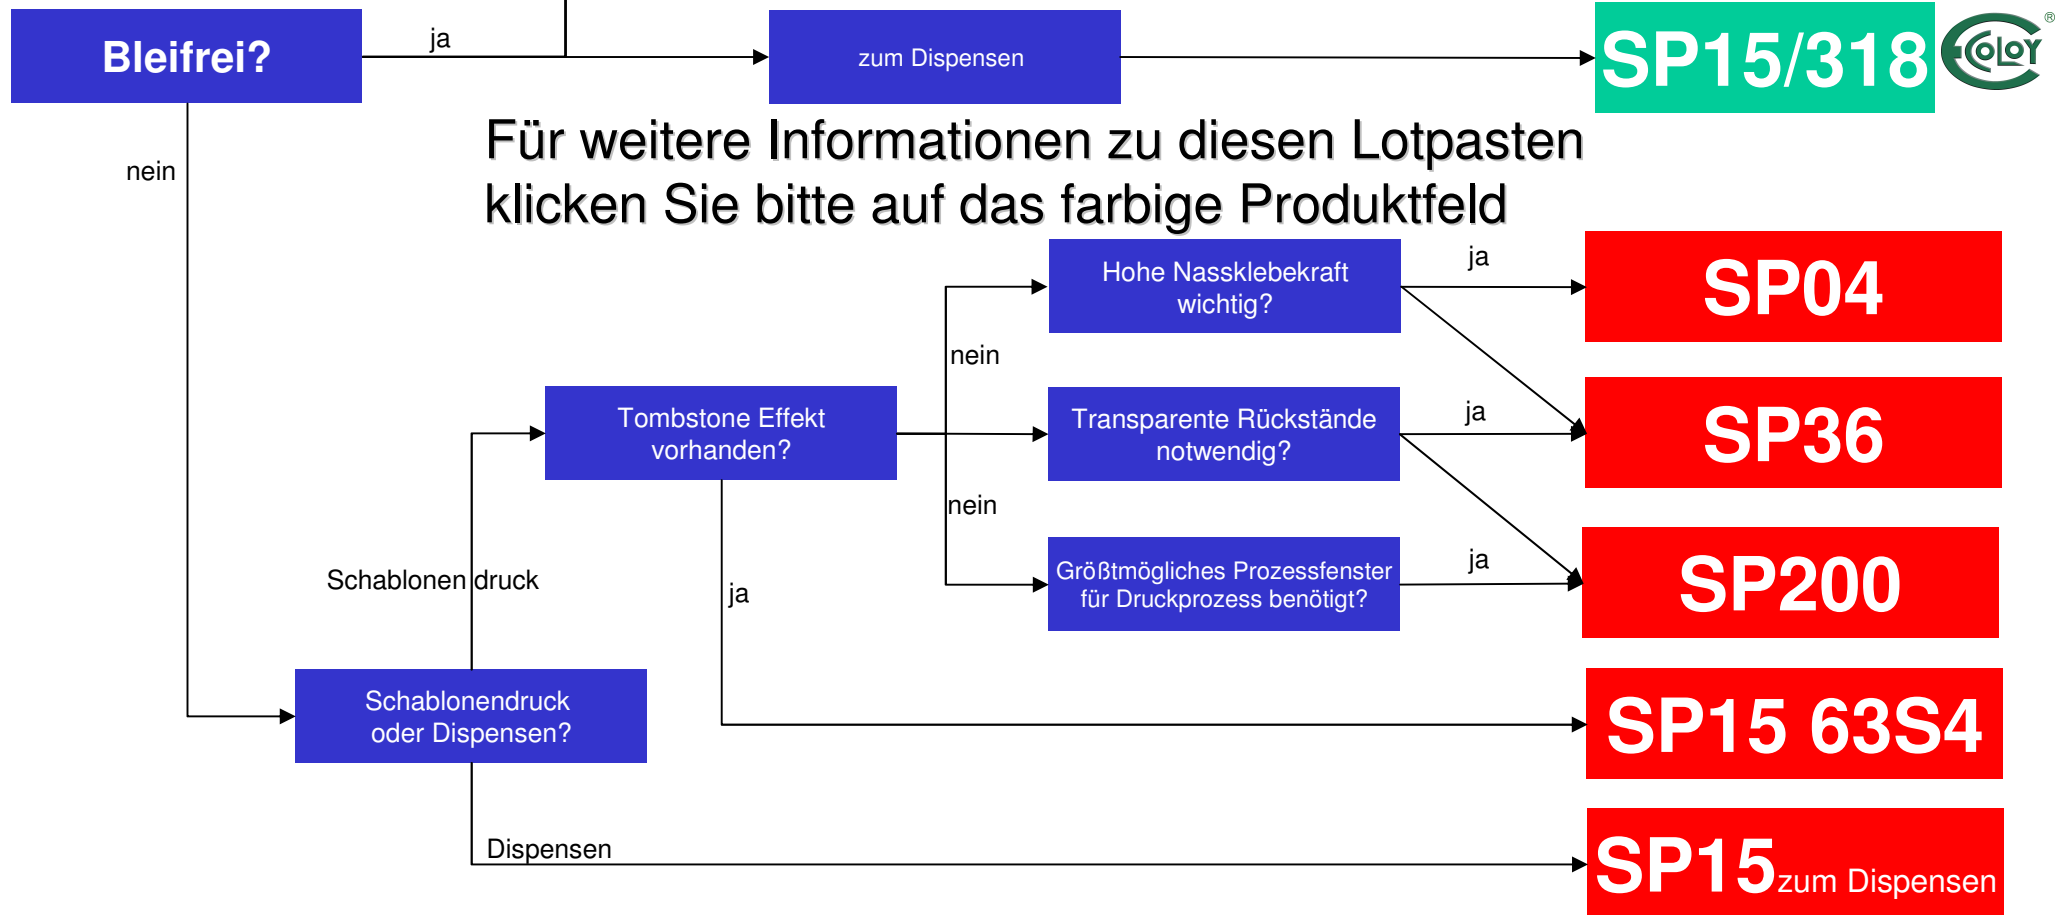 Bleifrei?
ja
zum Dispensen
SP15/318
ECOLOY®
nein
Für weitere Informationen zu diesen Lotpasten
klicken Sie bitte auf das farbige Produktfeld
Hohe Nassklebekraft
wichtig?
ja
SP04
nein
Tombstone Effekt
vorhanden?
Transparente Rückstände
notwendig?
ja
SP36
nein
Schablonen druck
ja
Größtmögliches Prozessfenster
für Druckprozess benötigt?
ja
SP200
Schablonendruck
oder Dispensen?
SP15 63S4
Dispensen
SP15 zum Dispensen